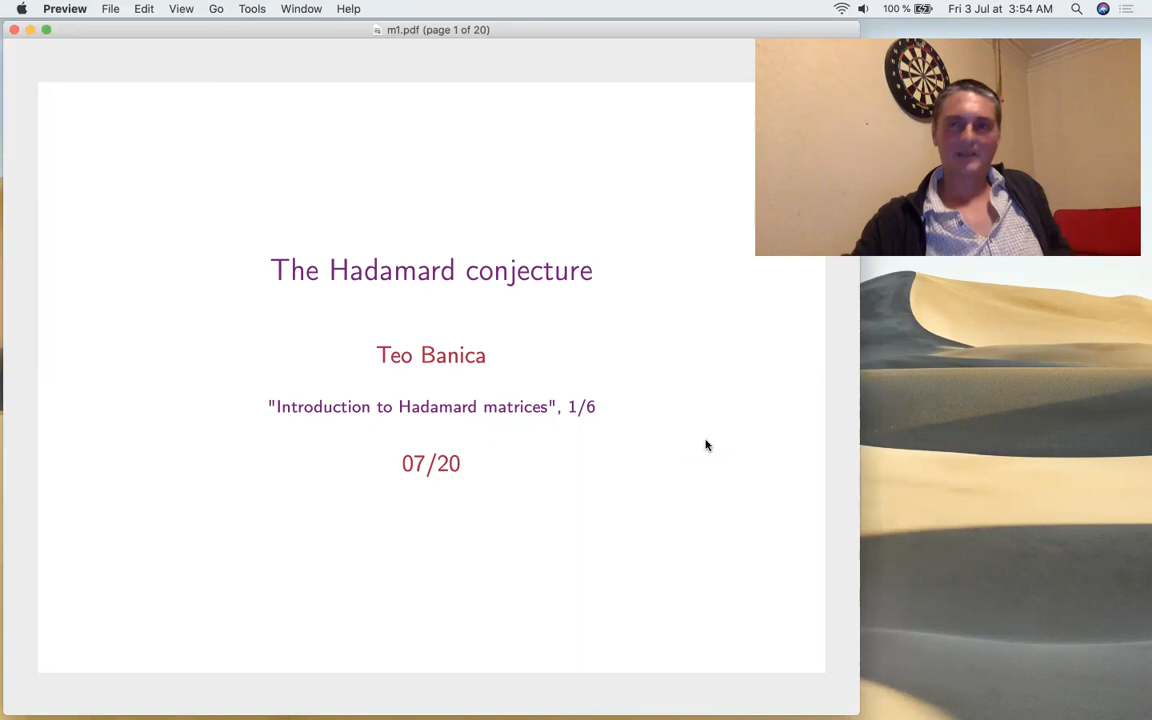 Preview File Edit View Go Tools Window Help 100 % Fri 3 Jul at 3:54 AM
m1.pdf (page 1 of 20)
The Hadamard conjecture
Teo Banica
"Introduction to Hadamard matrices", 1/6
07/20